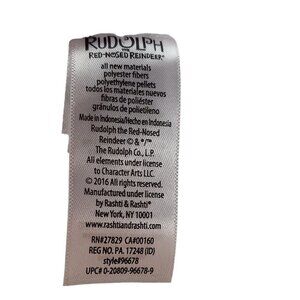 RUDOLPH
THE
RED-NOSED REINDEER®
all new materials
polyester fibers
polyethylene pellets
todos los materiales nuevos
fibras de poliéster
gránulos de polieuleno
Made in Indonesia/Hecho en Indonesia
Rudolph the Red-Nosed
Reindeer © & ®/™
The Rudolph Co., L.P.
All elements under license
to Character Arts LLC.
© 2016 All rights reserved.
Manufactured under license
by Rashti & Rashti®
New York, NY 10001
www.rashtiandrashti.com
RN#27829 CA#00160
REG NO. PA. 17248 (ID)
style#96678
UPC# 0-20809-96678-9